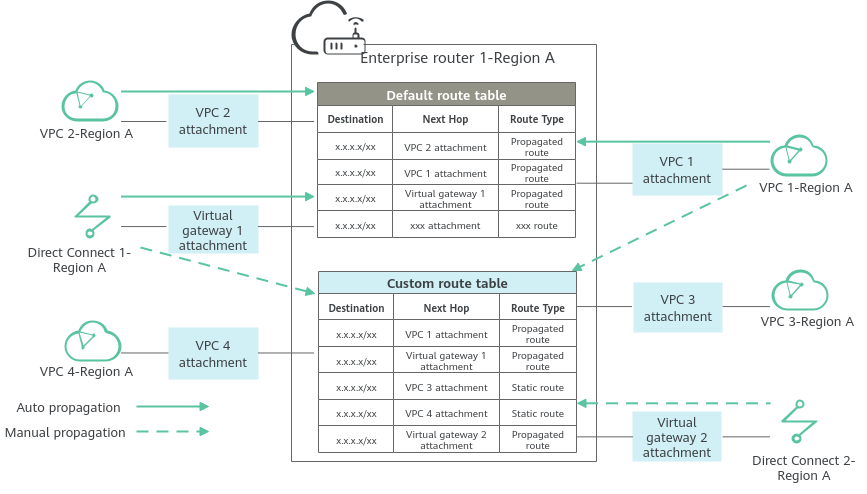 Enterprise router 1-Region A
Default route table
Destination Next Hop Route Type
x.x.x.x/xx VPC 2 attachment Propagated
route
x.x.x.x/xx VPC 1 attachment Propagated
route
x.x.x.x/xx Virtual gateway 1
attachment Propagated
route
x.x.x.x/xx xxx attachment xxx route
Custom route table
Destination Next Hop Route Type
x.x.x.x/xx VPC 1 attachment Propagated
route
x.x.x.x/xx Virtual gateway 1
attachment Propagated
route
x.x.x.x/xx VPC 3 attachment Static route
x.x.x.x/xx VPC 4 attachment Static route
x.x.x.x/xx Virtual gateway 2
attachment Propagated
route
VPC 2-Region A
VPC 2
attachment
Direct Connect 1-
Region A
Virtual
gateway 1
attachment
VPC 4-Region A
VPC 4
attachment
Auto propagation
Manual propagation
VPC 1
attachment
VPC 1-Region A
VPC 3
attachment
VPC 3-Region A
Virtual
gateway 2
attachment
Direct Connect 2-
Region A